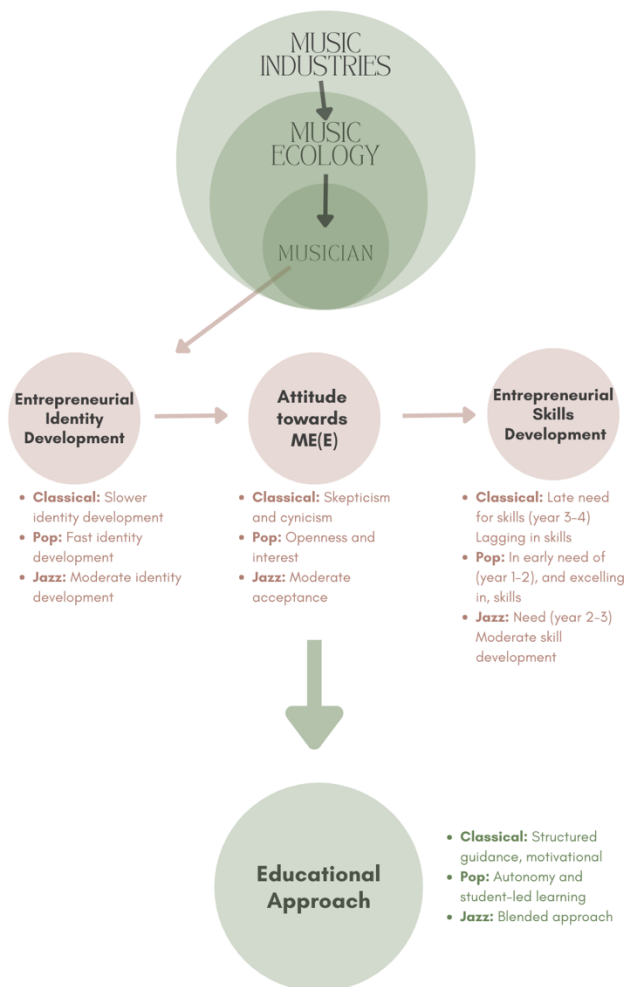 MUSIC
INDUSTRIES
MUSIC
ECOLOGY
MUSICIAN
Entrepreneurial
Identity
Development
Attitude
towards
ME(E)
Entrepreneurial
Skills
Development
• Classical: Slower
identity development
• Pop: Fast identity
development
• Jazz: Moderate identity
development
• Classical: Skepticism
and cynicism
• Pop: Openness and
interest
• Jazz: Moderate
acceptance
• Classical: Late need
for skills (year 3-4)
Lagging in skills
• Pop: In early need of
(year 1-2), and excelling
in, skills
• Jazz: Need (year 2-3)
Moderate skill
development
Educational
Approach
• Classical: Structured
guidance, motivational
• Pop: Autonomy and
student-led learning
• Jazz: Blended approach